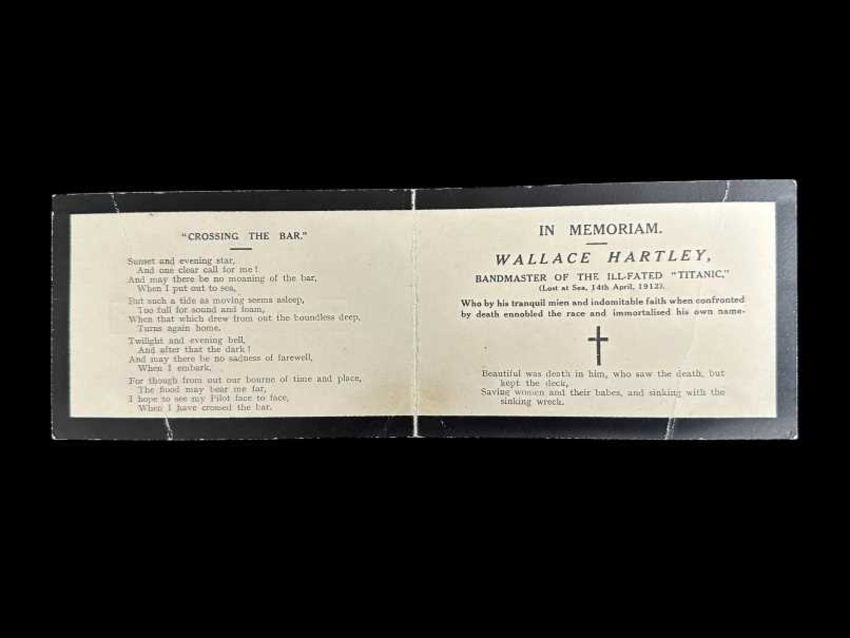 "CROSSING THE BAR."
Sunset and evening star,
And one clear call for me!
And may there be no moaning of the bar,
When I put out to sea,
But such a tide as moving seems asleep,
Too full for sound and foam,
When that which drew from out the boundless deep,
Turns again home.
Twilight and evening bell,
And after that the dark!
And may there be no sadness of farewell,
When I embark,
For though from out our bourne of time and place,
The flood may bear me far,
I hope to see my Pilot face to face,
When I have crossed the bar.
IN MEMORIAM.
WALLACE HARTLEY,
BANDMASTER OF THE ILL-FATED "TITANIC,"
(Lost at Sea, 14th April, 1912).
Who by his tranquil mien and indomitable faith when confronted
by death ennobled the race and immortalised his own name-
Beautiful was death in him, who saw the death, but
kept the deck,
Saving women and their babes, and sinking with the
sinking wreck.